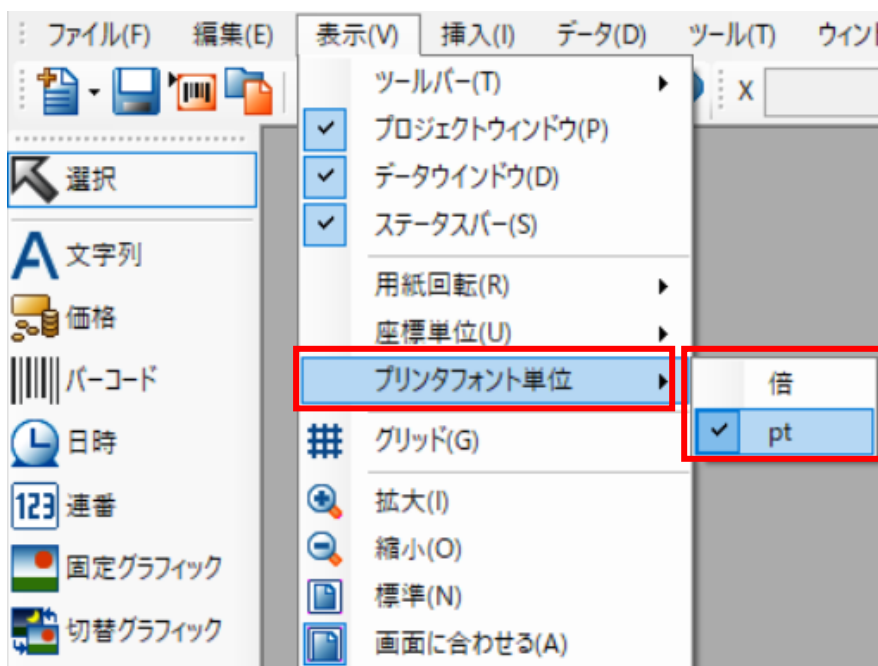 ファイル(F) 編集(E) 表示(V) 挿入(I) データ(D) ツール(T)
X
選択
文字列
価格
バーコード
日時
123 連番
固定グラフィック
切替グラフィック
ツールバー(T)
プロジェクトウィンドウ(P)
データウインドウ(D)
ステータスバー(S)
用紙回転(R)
座標単位(U)
プリンタフォント単位
グリッド(G)
拡大(I)
縮小(O)
標準(N)
画面に合わせる(A)
倍
pt